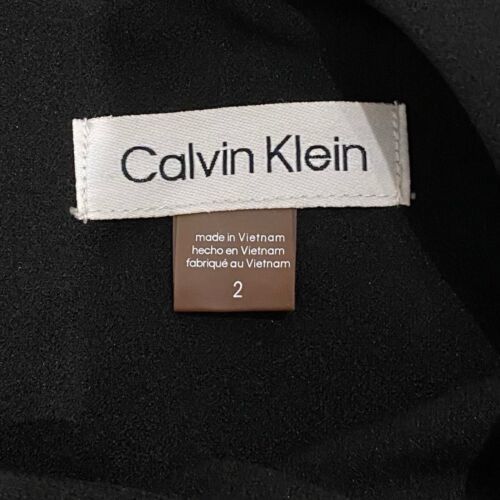 Calvin Klein
made in Vietnam
hecho en Vietnam
fabriqué au Vietnam
2